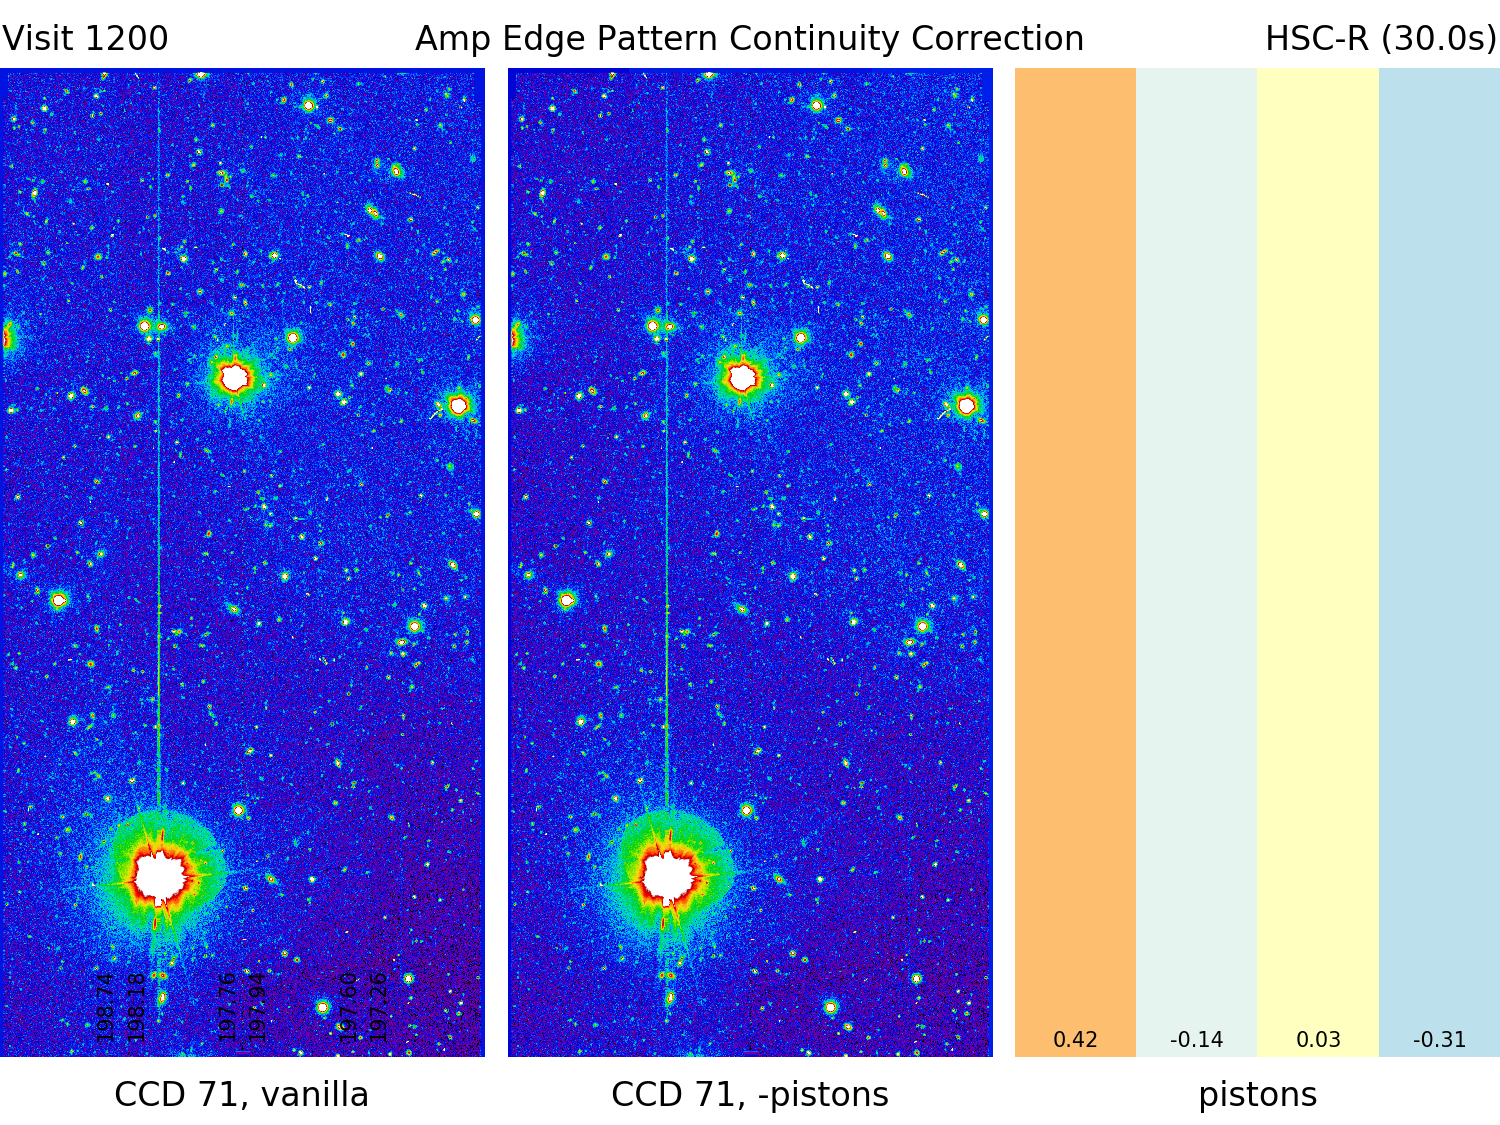 Visit 1200
Amp Edge Pattern Continuity Correction
HSC-R (30.0s)
198.74
198.18
197.76
197.94
197.60
197.26
0.42
-0.14
0.03
-0.31
CCD 71, vanilla
CCD 71, -pistons
pistons